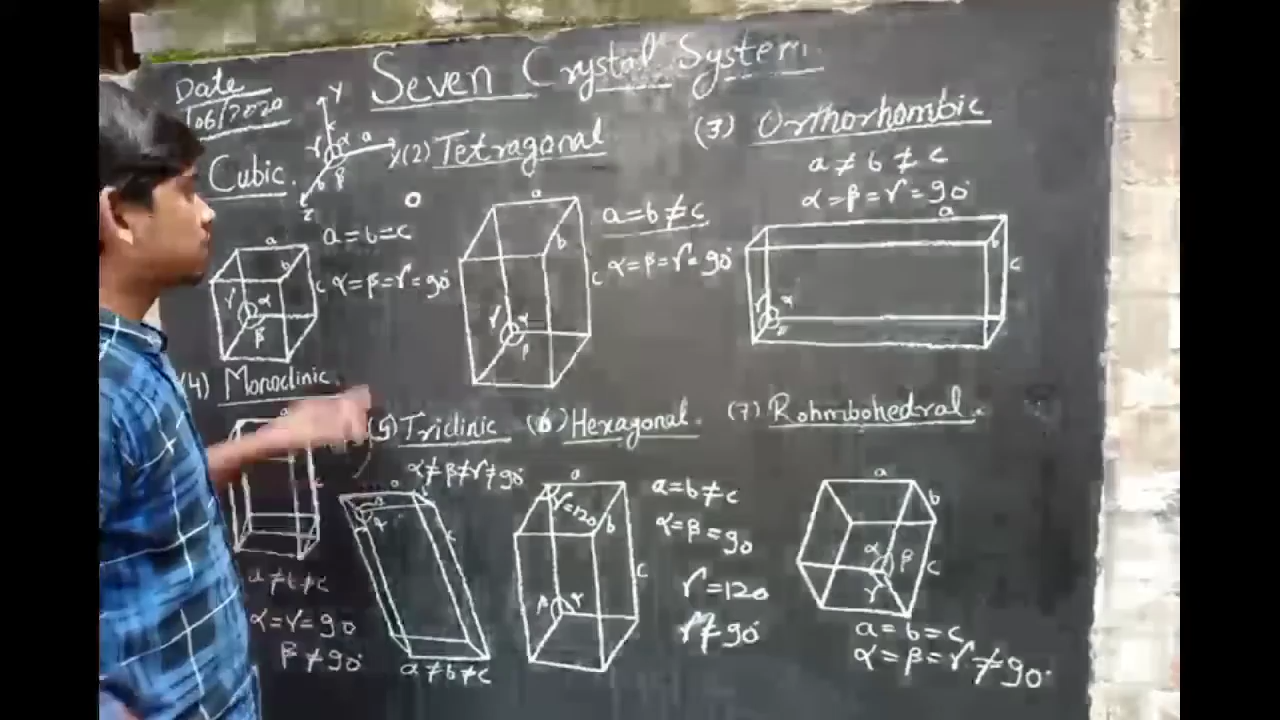 Seven Crystal System
Date
/06/2020
Y
α a
γ
X
β
b
Z
Cubic.
a = b = c
α = β = γ = 90°
a
b
c
γ α
β
(2) Tetragonal
a = b ≠ c
α = β = γ = 90°
a
b
c
γ α
β
(3) Orthorhombic
a ≠ b ≠ c
α = β = γ = 90°
a
b
c
γ α
(4) Monoclinic
a
c
a ≠ b ≠ c
α = γ = 90
β ≠ 90°
(5) Triclinic
α ≠ β ≠ γ ≠ 90°
a
a ≠ b ≠ c
(6) Hexagonal.
a
γ=120
b
c
β
a = b ≠ c
α = β = 90
γ = 120
γ ≠ 90°
(7) Rohmbohedral.
a
b
α β
c
γ
a = b = c
α = β = γ ≠ 90°